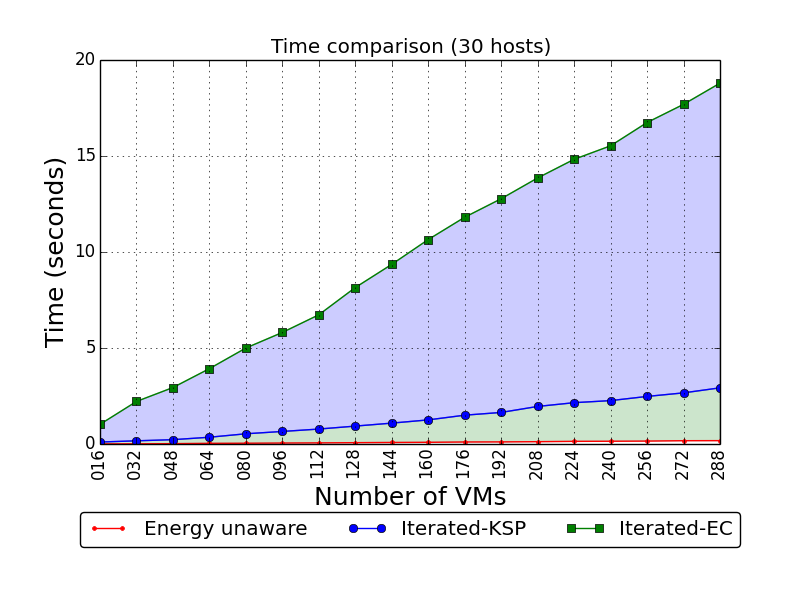 Time comparison (30 hosts)
20
15
10
5
0
Time (seconds)
016 032 048 064 080 096 112 128 144 160 176 192 208 224 240 256 272 288
Number of VMs
Energy unaware Iterated-KSP Iterated-EC